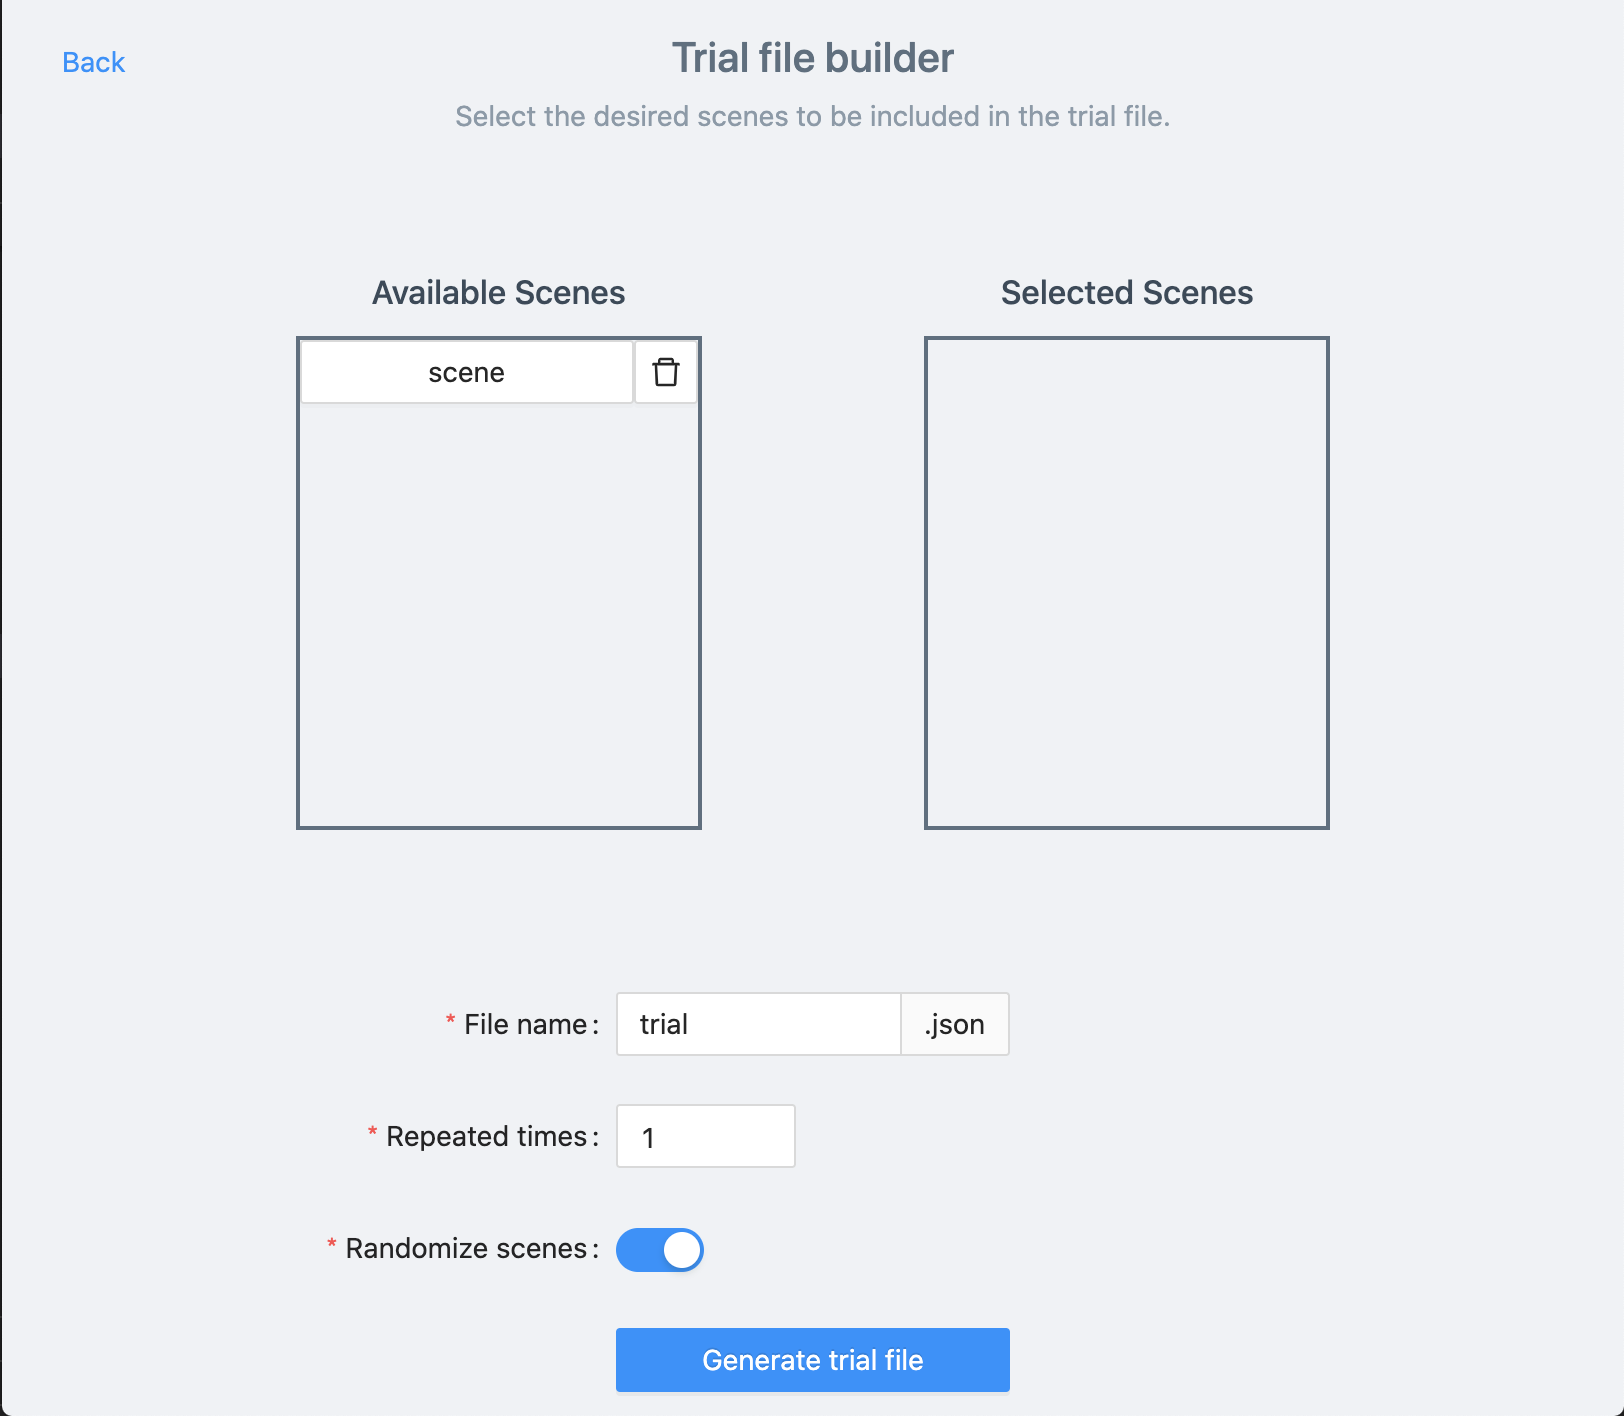 Back
Trial file builder
Select the desired scenes to be included in the trial file.
Available Scenes
Selected Scenes
scene
* File name:
trial
.json
* Repeated times:
1
* Randomize scenes:
Generate trial file